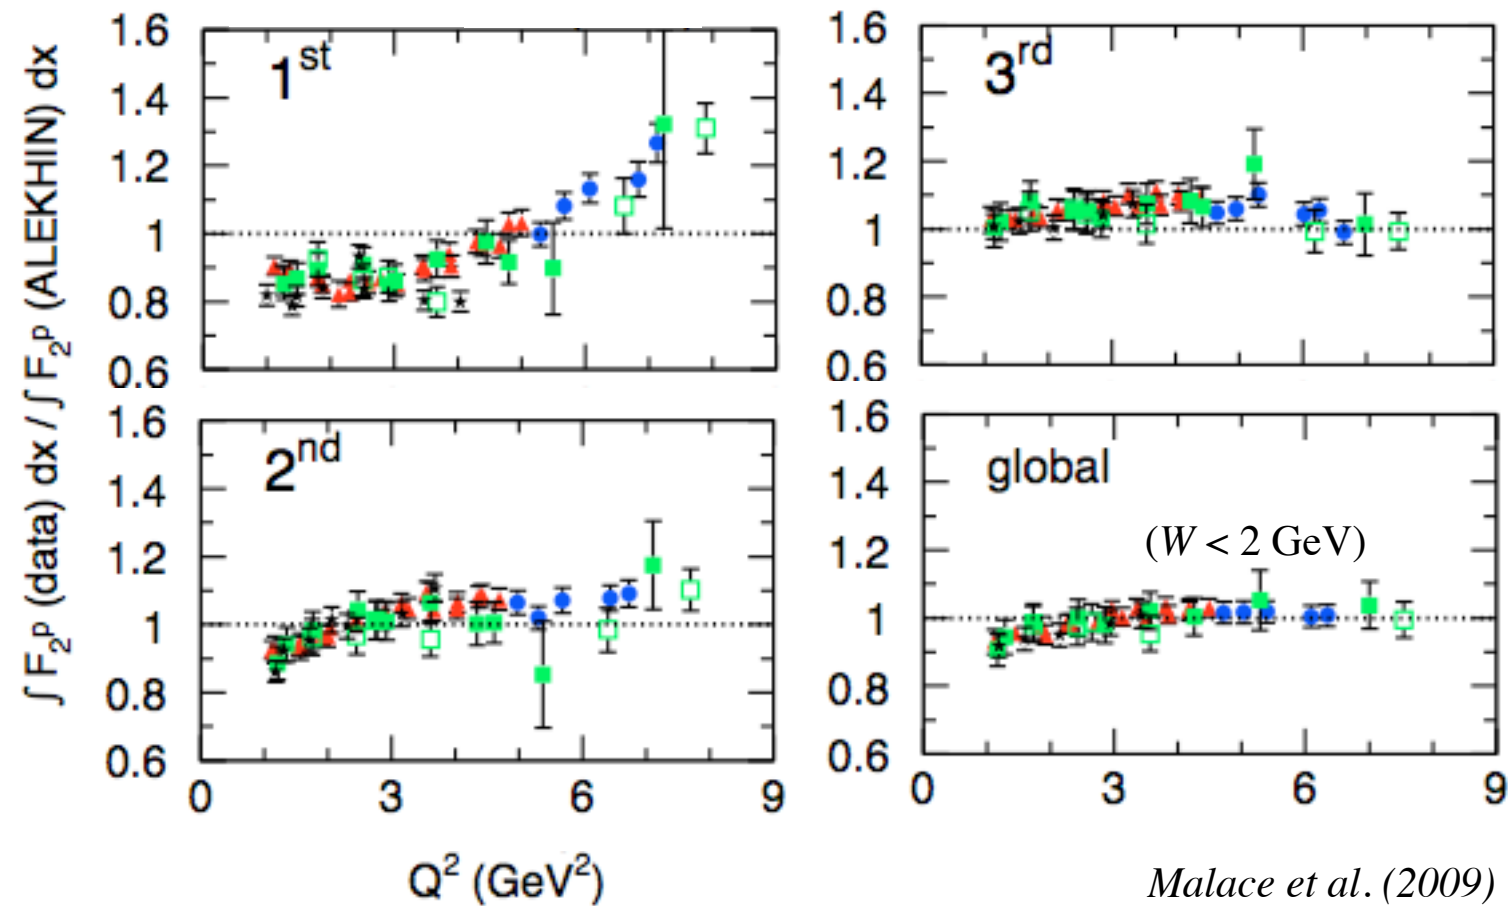 ∫ F₂ᵖ (data) dx / ∫ F₂ᵖ (ALEKHIN) dx
1.6
1.4
1.2
1
0.8
0.6
1ˢᵗ
1.6
1.4
1.2
1
0.8
0.6
3ʳᵈ
1.6
1.4
1.2
1
0.8
0.6
2ⁿᵈ
0 3 6 9
1.6
1.4
1.2
1
0.8
0.6
global
(W < 2 GeV)
0 3 6 9
Q² (GeV²)
Malace et al. (2009)